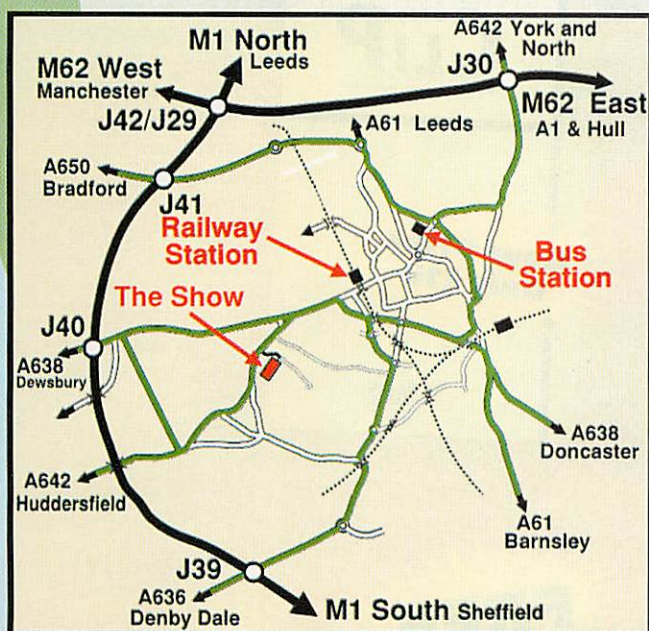 A642 York and
North
M1 North
Leeds
J30
M62 West
Manchester
M62 East
A1 & Hull
J42/J29
A61 Leeds
A650
Bradford
J41
Railway
Station
Bus
Station
The Show
J40
A638
Dewsbury
A638
Doncaster
A642
Huddersfield
A61
Barnsley
J39
A636
Denby Dale
M1 South Sheffield